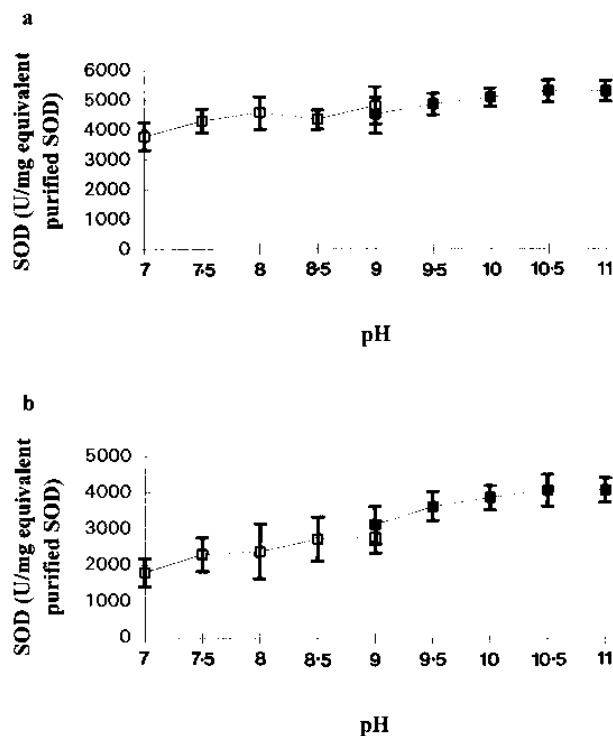 a
SOD (U/mg equivalent
purified SOD)
6000
5000
4000
3000
2000
1000
0
7 7·5 8 8·5 9 9·5 10 10·5 11
pH
b
SOD (U/mg equivalent
purified SOD)
5000
4000
3000
2000
1000
0
7 7·5 8 8·5 9 9·5 10 10·5 11
pH